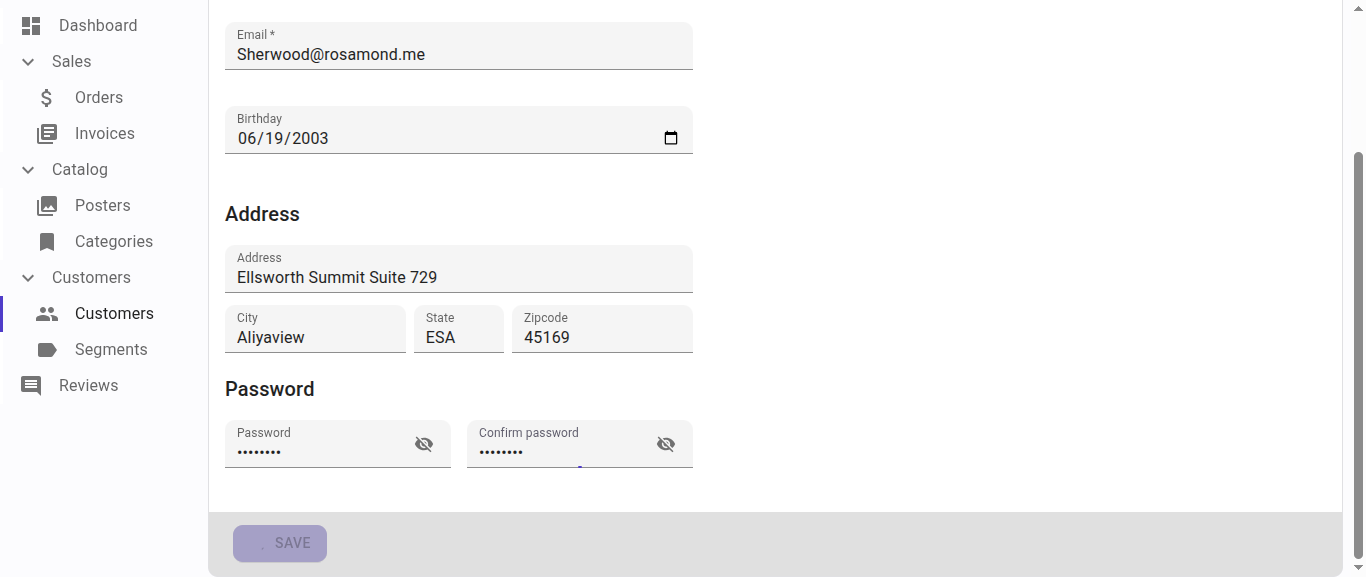 Dashboard
Sales
Orders
Invoices
Catalog
Posters
Categories
Customers
Customers
Segments
Reviews
Email *
Sherwood@rosamond.me
Birthday
06/19/2003
Address
Address
Ellsworth Summit Suite 729
City
Aliyaview
State
ESA
Zipcode
45169
Password
Password
••••••••
Confirm password
••••••••
SAVE